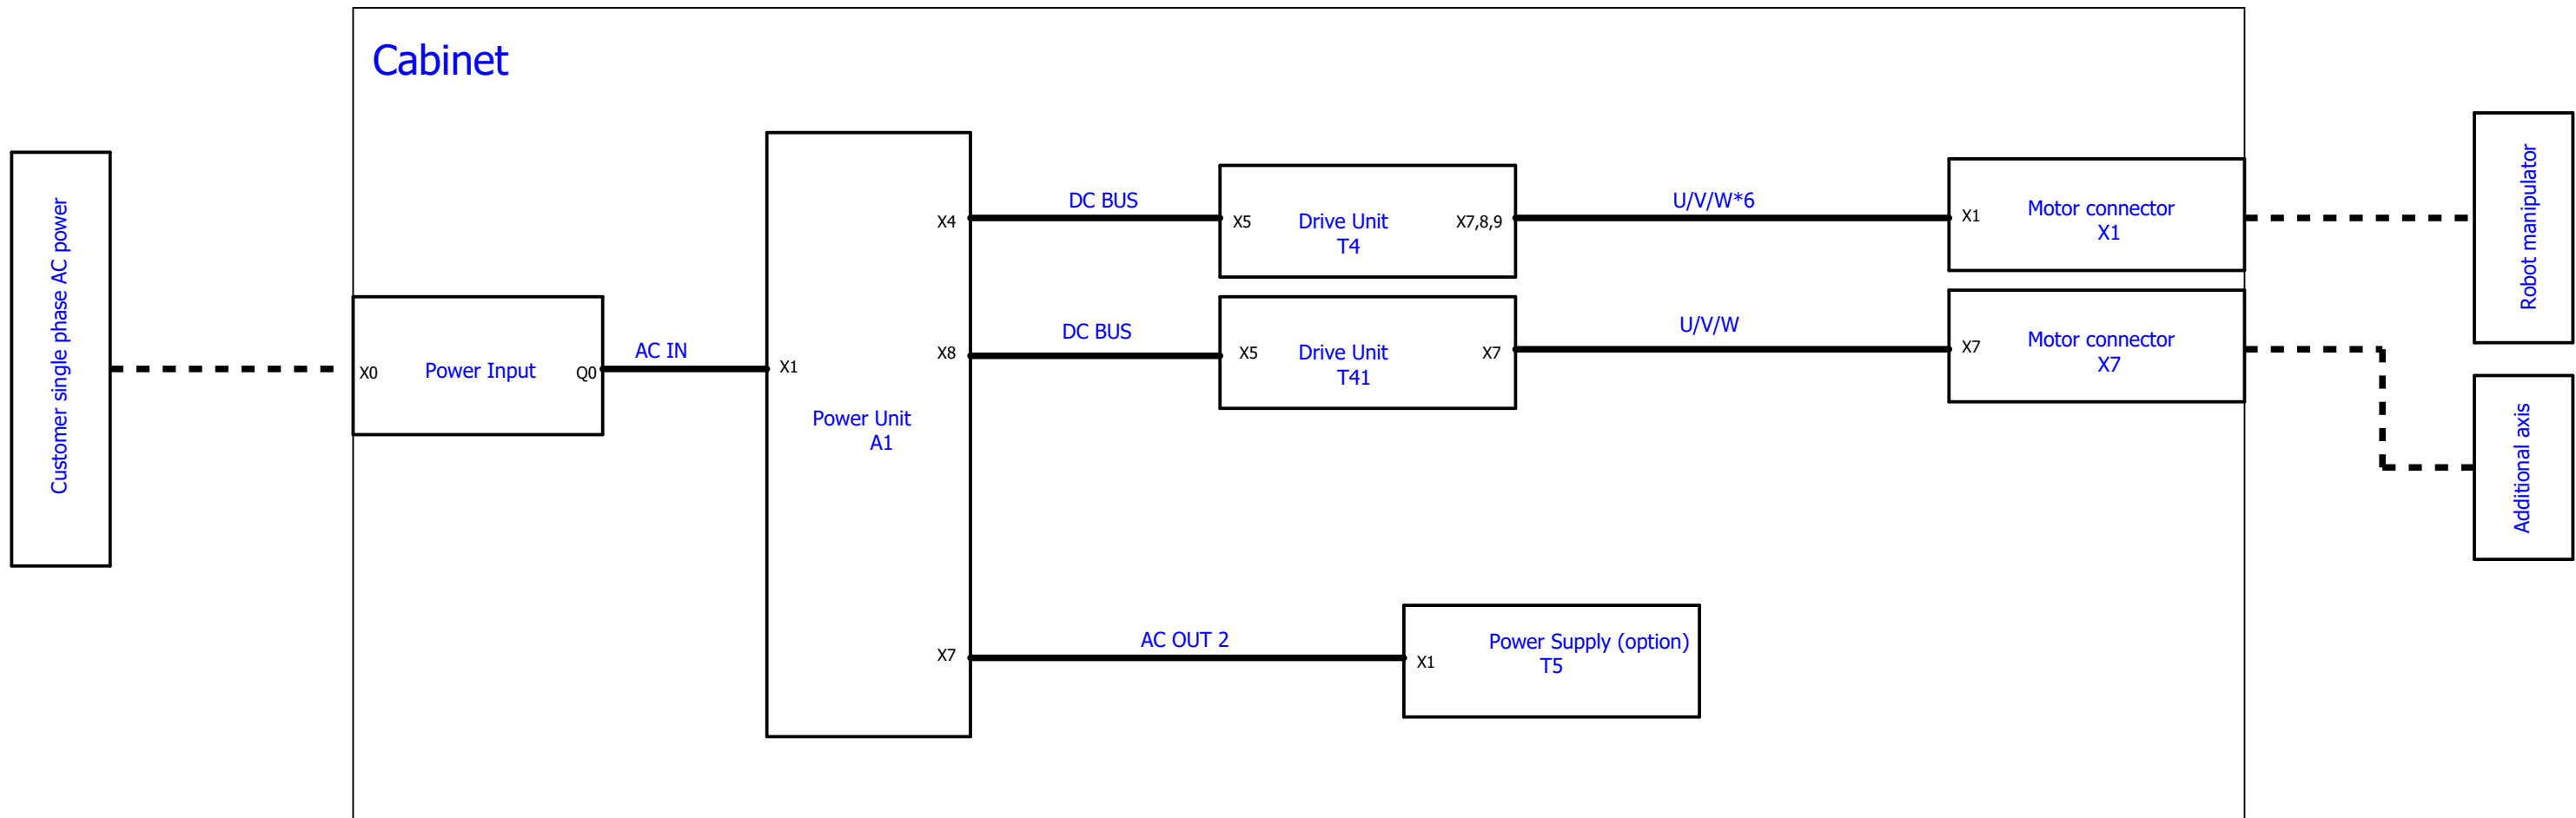 Cabinet
Customer single phase AC power
X0
Power Input
Q0
AC IN
X1
Power Unit
A1
X4
DC BUS
X5
Drive Unit
T4
X7,8,9
U/V/W*6
X1
Motor connector
X1
Robot manipulator
X8
DC BUS
X5
Drive Unit
T41
X7
U/V/W
X7
Motor connector
X7
Additional axis
X7
AC OUT 2
X1
Power Supply (option)
T5